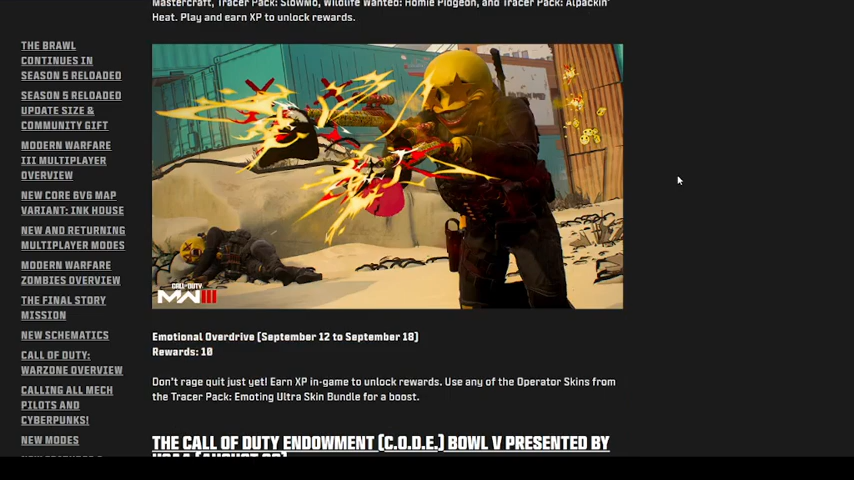 Mastercraft, Tracer Pack: SlowMo, Wildlife Wanted: Homie Pidgeon, and Tracer Pack: Alpackin'
Heat. Play and earn XP to unlock rewards.
THE BRAWL
CONTINUES IN
SEASON 5 RELOADED
SEASON 5 RELOADED
UPDATE SIZE &
COMMUNITY GIFT
MODERN WARFARE
III MULTIPLAYER
OVERVIEW
NEW CORE 6V6 MAP
VARIANT: INK HOUSE
NEW AND RETURNING
MULTIPLAYER MODES
MODERN WARFARE
ZOMBIES OVERVIEW
THE FINAL STORY
MISSION
NEW SCHEMATICS
CALL OF DUTY:
WARZONE OVERVIEW
CALLING ALL MECH
PILOTS AND
CYBERPUNKS!
NEW MODES
CALL OF DUTY
MWIII
Emotional Overdrive (September 12 to September 18)
Rewards: 10
Don't rage quit just yet! Earn XP in-game to unlock rewards. Use any of the Operator Skins from
the Tracer Pack: Emoting Ultra Skin Bundle for a boost.
THE CALL OF DUTY ENDOWMENT (C.O.D.E.) BOWL V PRESENTED BY